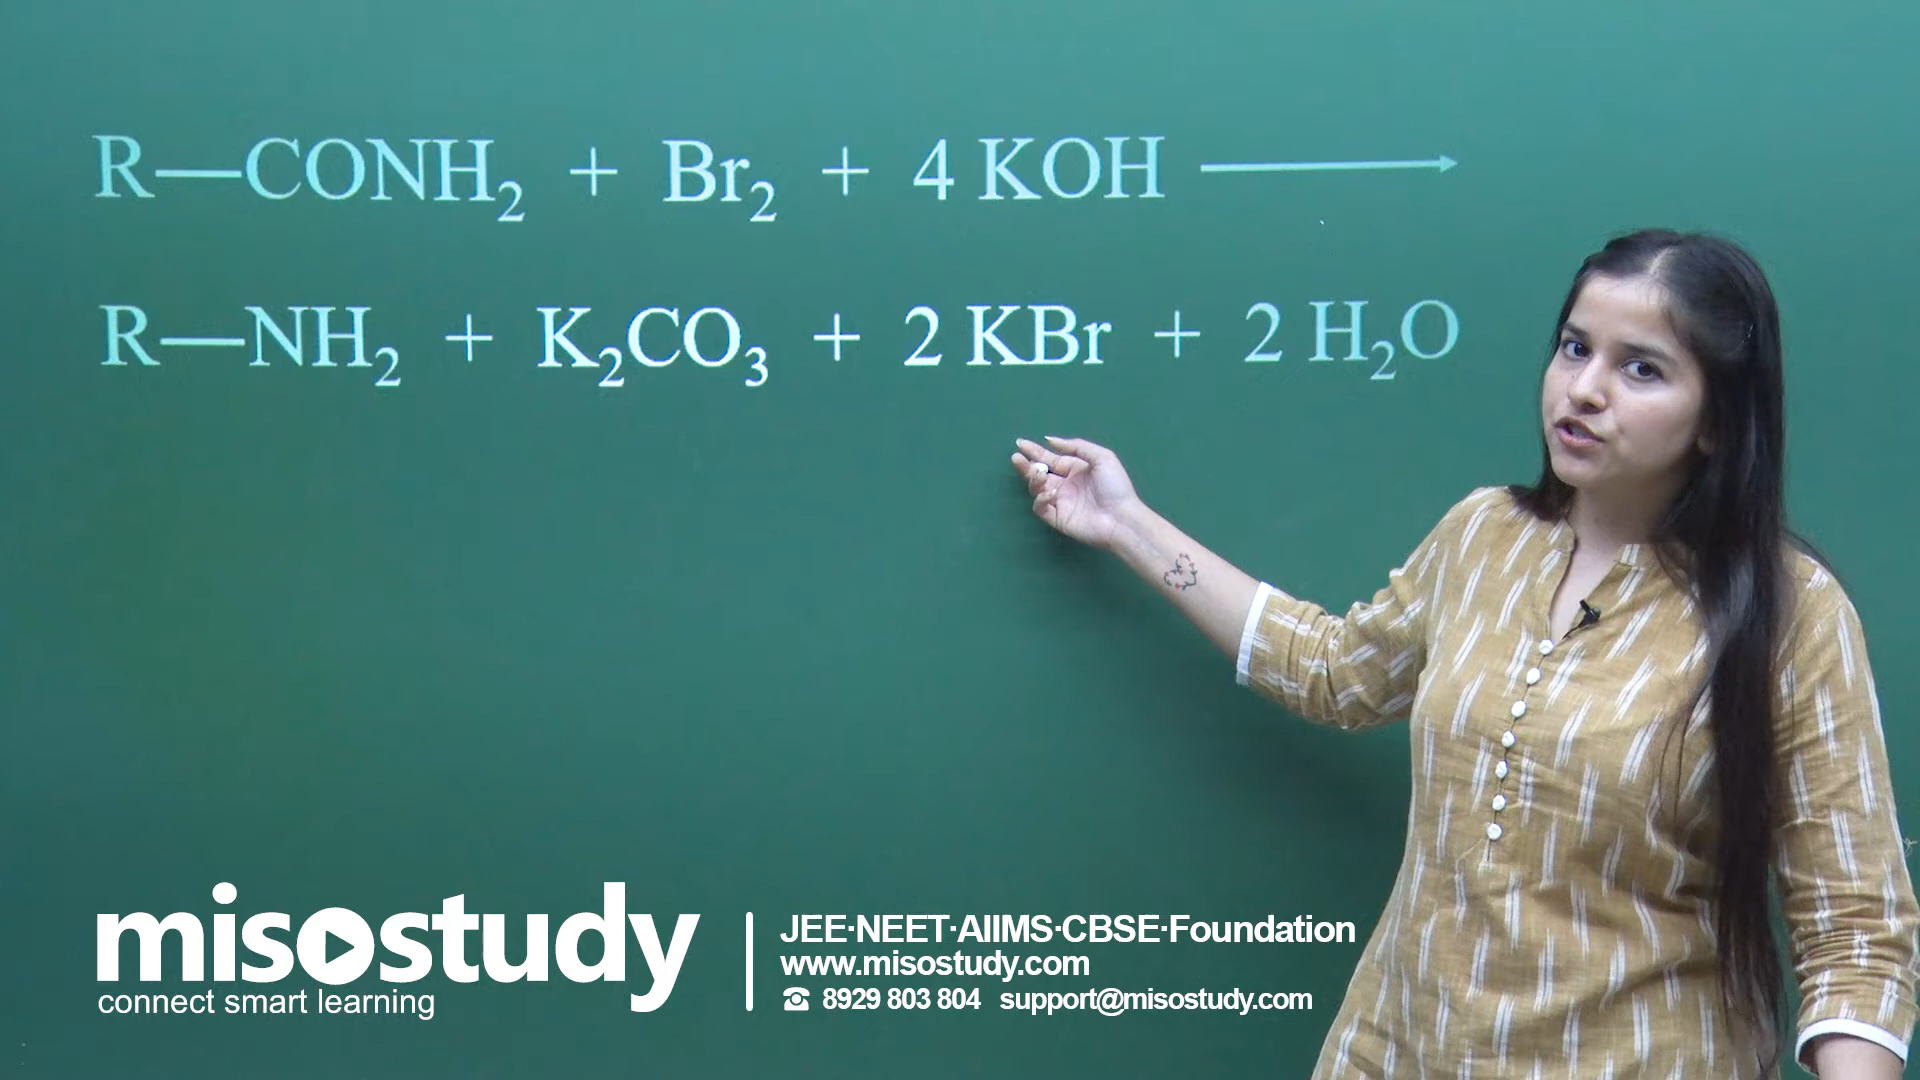 R—CONH₂ + Br₂ + 4 KOH ⟶
R—NH₂ + K₂CO₃ + 2 KBr + 2 H₂O
misostudy
connect smart learning
JEE·NEET·AIIMS·CBSE·Foundation
www.misostudy.com
☎ 8929 803 804 support@misostudy.com